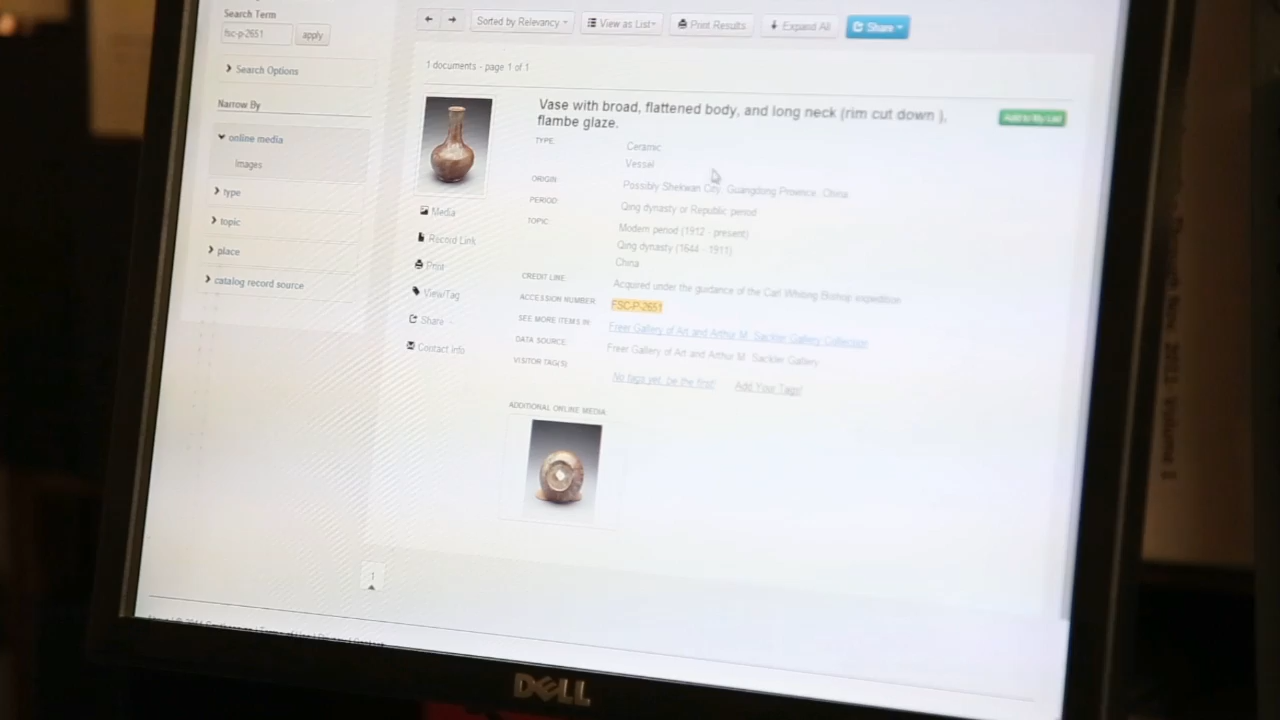 Search Term
fsc-p-2651
apply
Search Options
Narrow By
online media
Images
type
topic
place
catalog record source
Sorted by Relevancy
View as List
Print Results
Expand All
Share
1 documents - page 1 of 1
Vase with broad, flattened body, and long neck (rim cut down ),
flambe glaze.
Add to My List
TYPE:
Ceramic
Vessel
ORIGIN:
Possibly Shekwan City, Guangdong Province, China
PERIOD:
Qing dynasty or Republic period
TOPIC:
Modern period (1912 - present)
Qing dynasty (1644 - 1911)
China
CREDIT LINE:
Acquired under the guidance of the Carl Whiting Bishop expedition
ACCESSION NUMBER:
FSC-P-2651
SEE MORE ITEMS IN:
Freer Gallery of Art and Arthur M. Sackler Gallery Collection
DATA SOURCE:
Freer Gallery of Art and Arthur M. Sackler Gallery
VISITOR TAG(S):
No tags yet, be the first!
Add Your Tags!
Media
Record Link
Print
View/Tag
Share
Contact Info
ADDITIONAL ONLINE MEDIA:
1
DELL